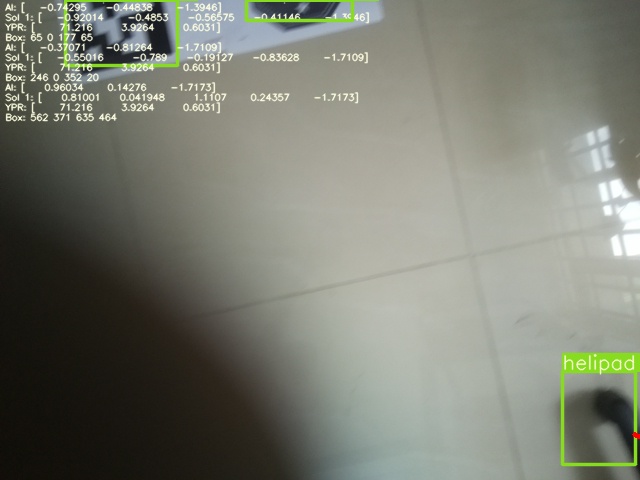 AI: [ -0.74295 -0.44838 -1.3946]
Sol 1: [ -0.92014 -0.4853 -0.56575 -0.41146 -1.3946]
YPR: [ 71.216 3.9264 0.6031]
Box: 65 0 177 65
AI: [ -0.37071 -0.81264 -1.7109]
Sol 1: [ -0.55016 -0.789 -0.19127 -0.83628 -1.7109]
YPR: [ 71.216 3.9264 0.6031]
Box: 246 0 352 20
AI: [ 0.96034 0.14276 -1.7173]
Sol 1: [ 0.81001 0.041948 1.1107 0.24357 -1.7173]
YPR: [ 71.216 3.9264 0.6031]
Box: 562 371 635 464
helipad